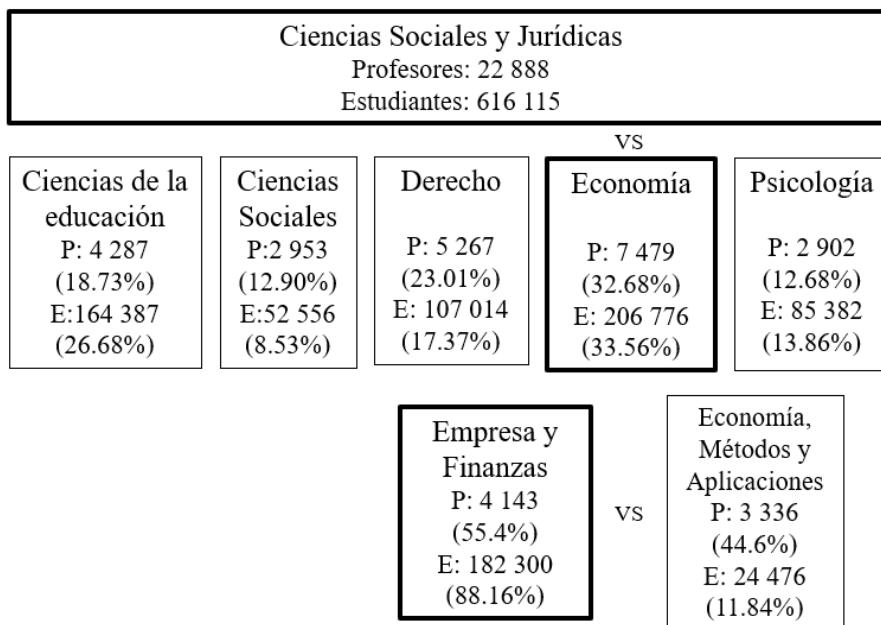 Ciencias Sociales y Jurídicas
Profesores: 22 888
Estudiantes: 616 115
VS
Ciencias de la
educación
P: 4 287
(18.73%)
E:164 387
(26.68%)
Ciencias
Sociales
P:2 953
(12.90%)
E:52 556
(8.53%)
Derecho
P: 5 267
(23.01%)
E: 107 014
(17.37%)
Economía
P: 7 479
(32.68%)
E: 206 776
(33.56%)
Psicología
P: 2 902
(12.68%)
E: 85 382
(13.86%)
Empresa y
Finanzas
P: 4 143
(55.4%)
E: 182 300
(88.16%)
VS
Economía,
Métodos y
Aplicaciones
P: 3 336
(44.6%)
E: 24 476
(11.84%)